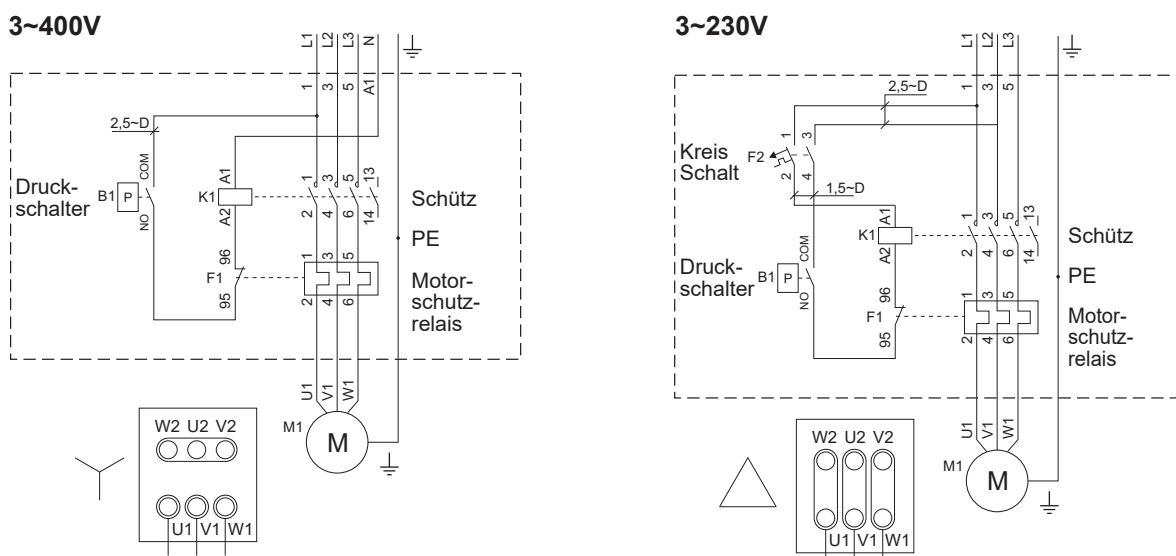 3~400V
L1 L2 L3 N
1 3 5 A1
2,5~D
COM
A1
1 3 5 13
Druck-
schalter
B1 P
K1
Schütz
NO
A2
2 4 6 14
PE
96
1 3 5
F1
Motor-
schutz-
relais
95
2 4 6
U1 V1 W1
W2 U2 V2
M1 M
U1 V1 W1
3~230V
L1 L2 L3
1 3 5
2,5~D
1 3
Kreis
Schalt
F2
2 4
1,5~D
A1
1 3 5 13
K1
Schütz
COM
A2
2 4 6 14
Druck-
schalter
B1 P
PE
NO
96
1 3 5
F1
Motor-
schutz-
relais
95
2 4 6
U1 V1 W1
W2 U2 V2
M1 M
U1 V1 W1